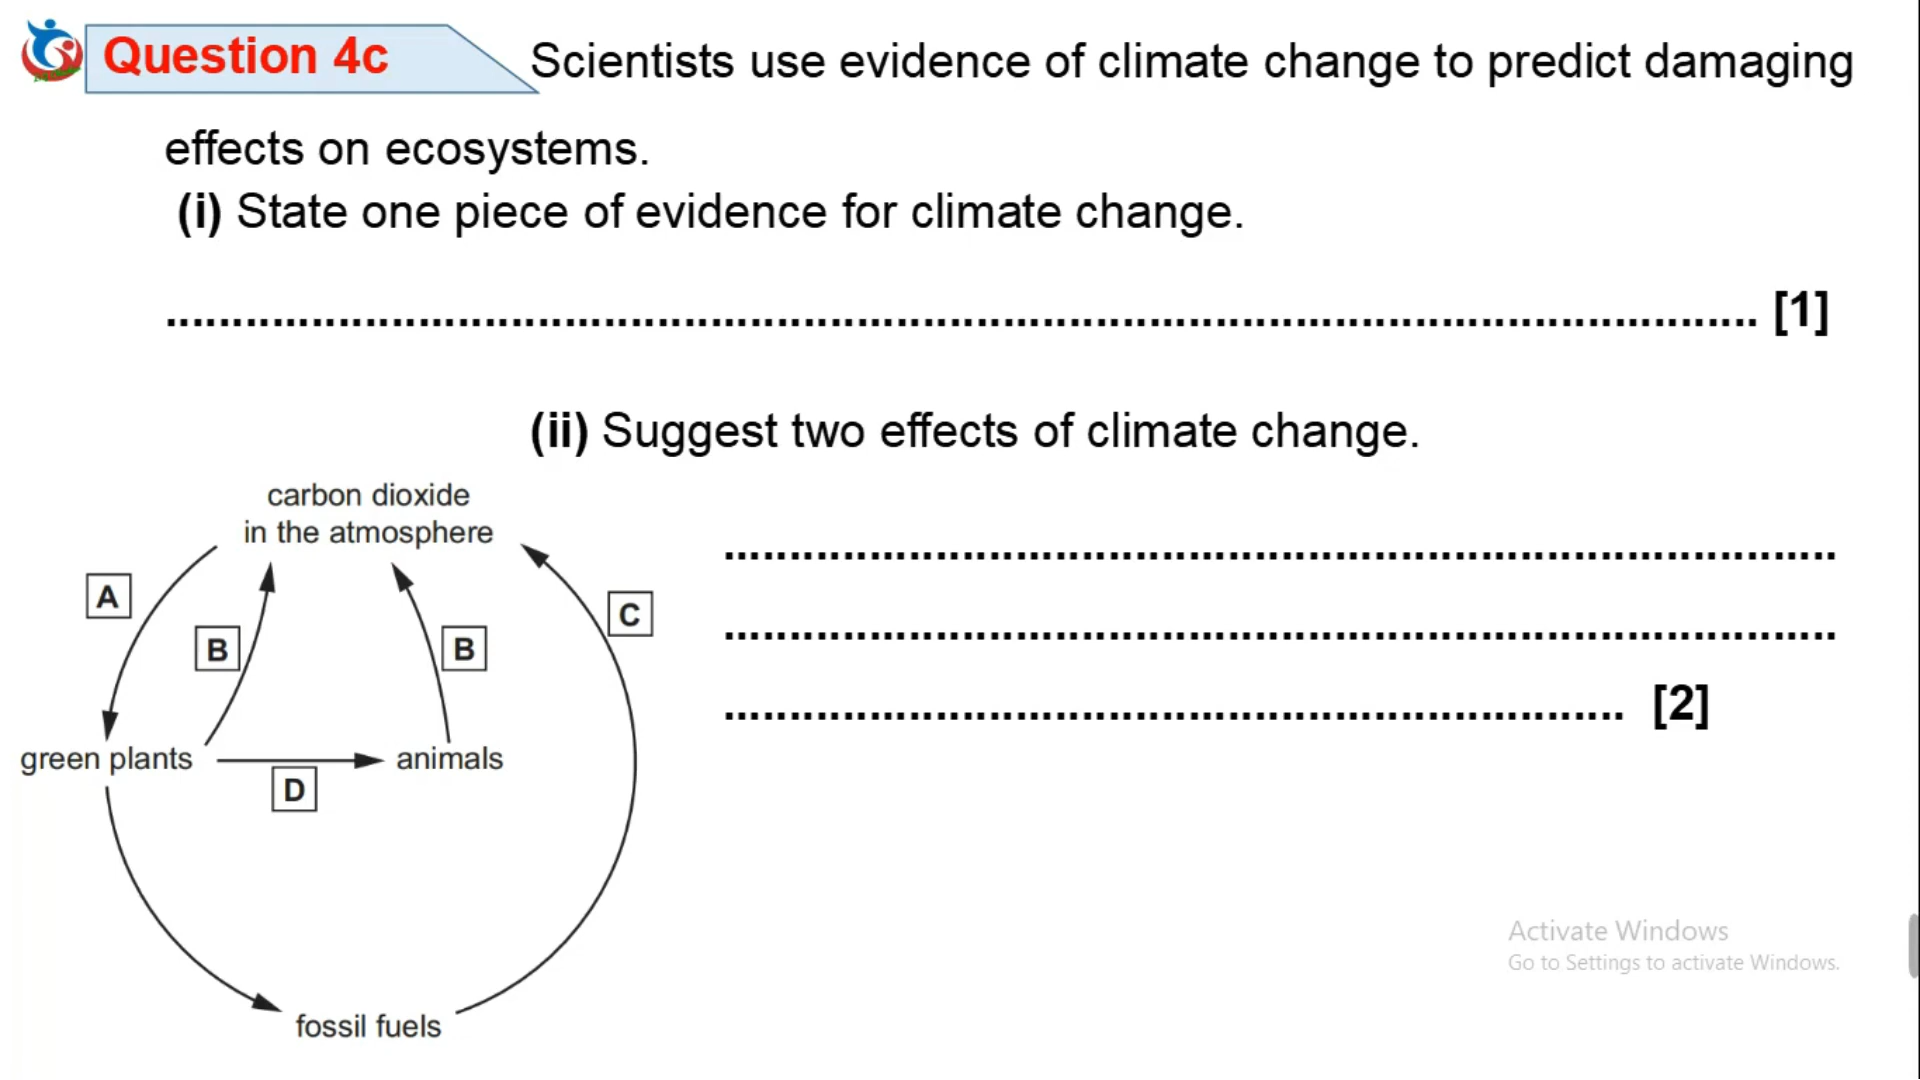 Question 4c
Scientists use evidence of climate change to predict damaging
effects on ecosystems.
(i) State one piece of evidence for climate change.
........................................................................................................................ [1]
(ii) Suggest two effects of climate change.
carbon dioxide
in the atmosphere
A
B
B
C
green plants
animals
D
fossil fuels
....................................................................................
....................................................................................
.................................................................... [2]
Activate Windows
Go to Settings to activate Windows.